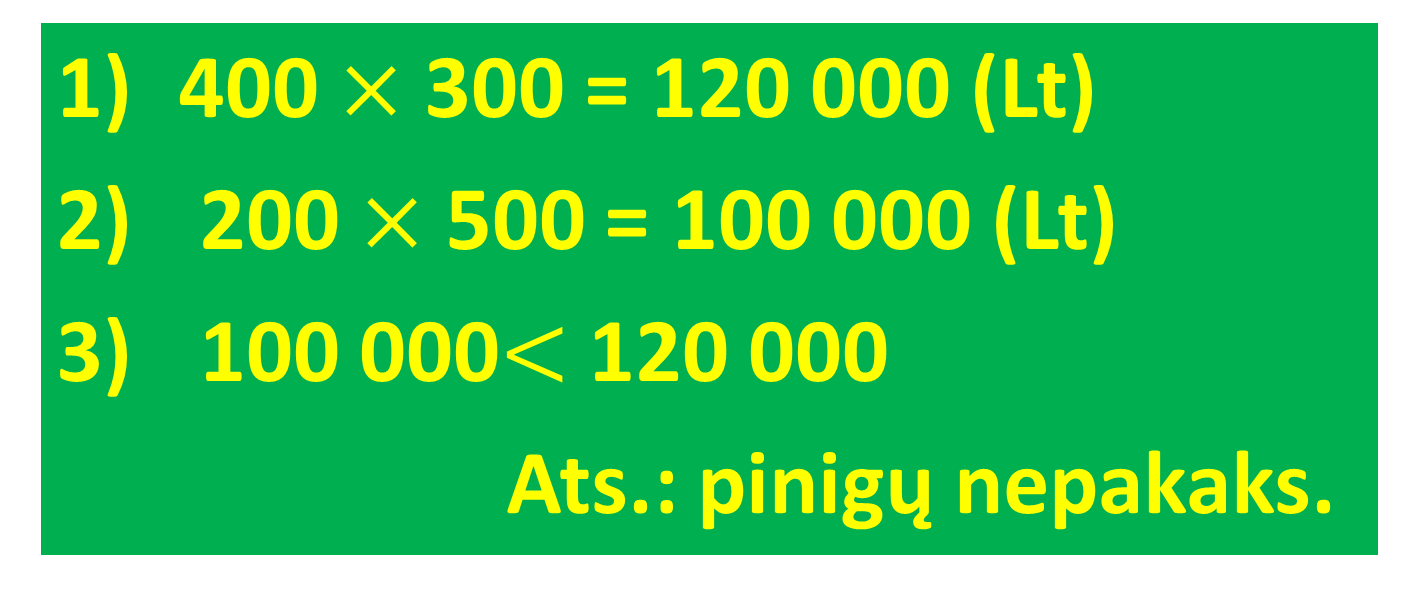 1) 400 × 300 = 120 000 (Lt)
2) 200 × 500 = 100 000 (Lt)
3) 100 000< 120 000
Ats.: pinigų nepakaks.